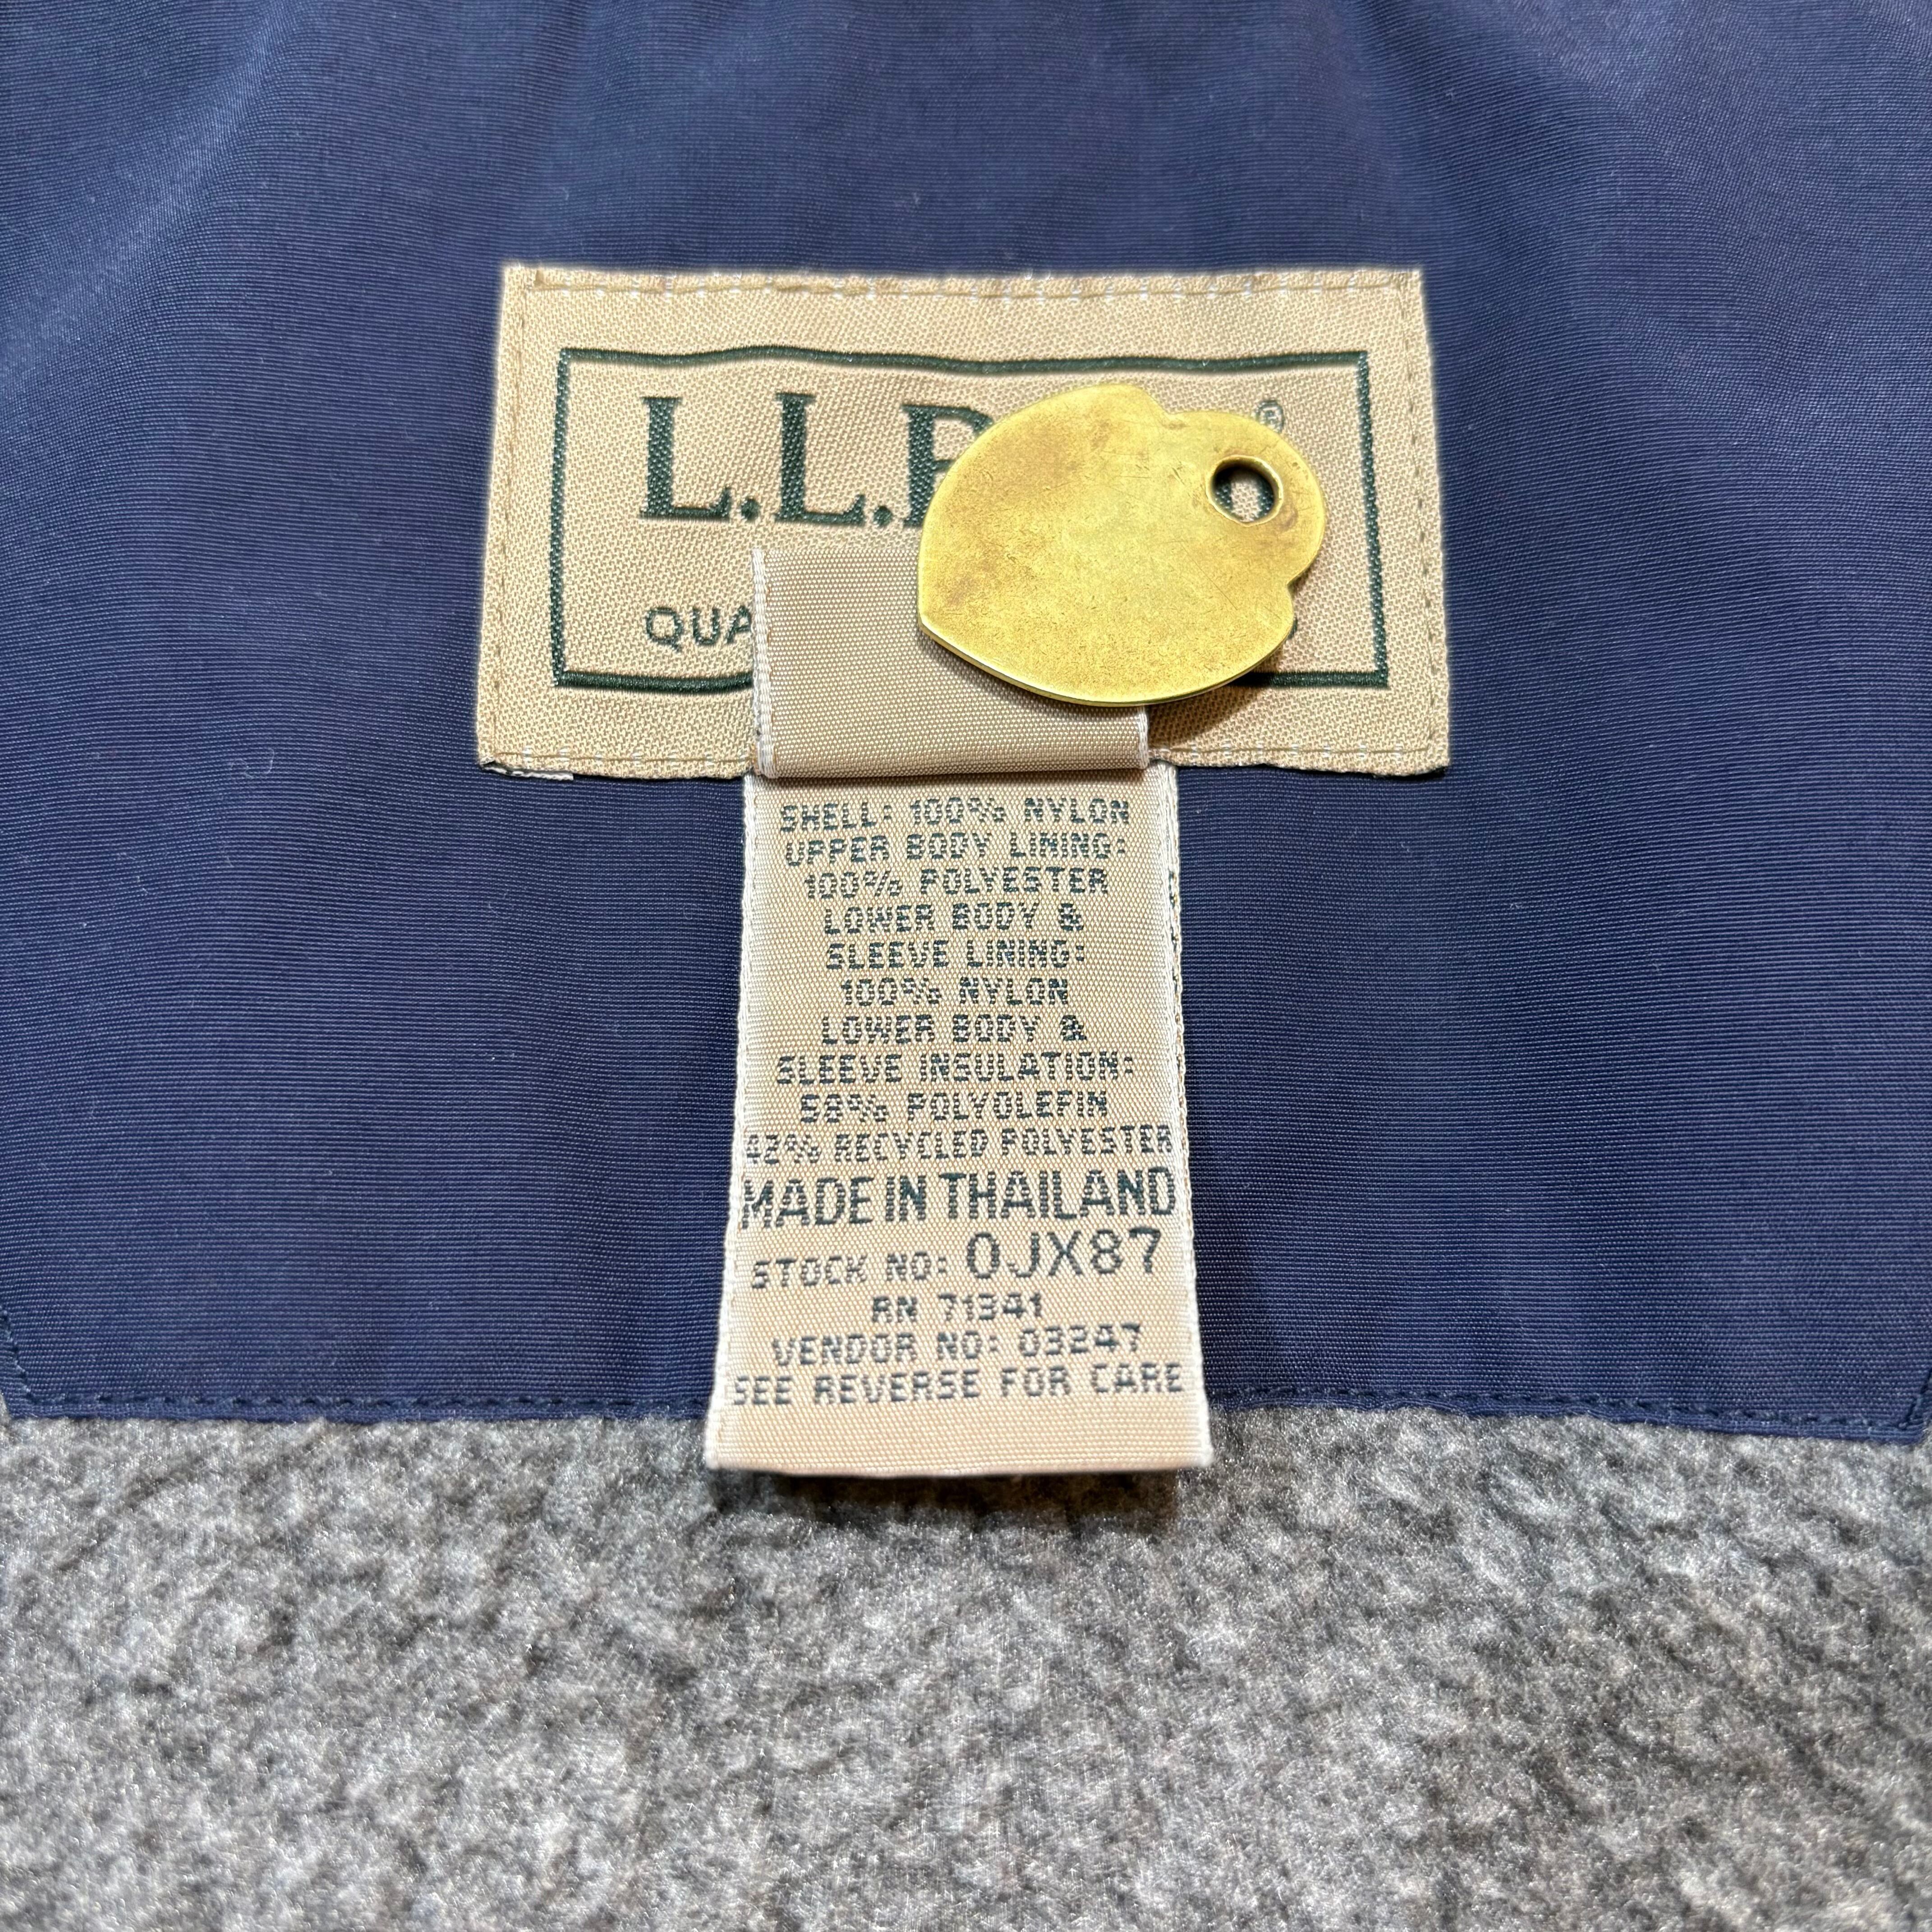 L.L.B
®
QUA
SHELL: 100% NYLON
UPPER BODY LINING:
100% POLYESTER
LOWER BODY &
SLEEVE LINING:
100% NYLON
LOWER BODY &
SLEEVE INSULATION:
58% POLYOLEFIN
42% RECYCLED POLYESTER
MADE IN THAILAND
STOCK NO: 0JX87
RN 71341
VENDOR NO: 03247
SEE REVERSE FOR CARE